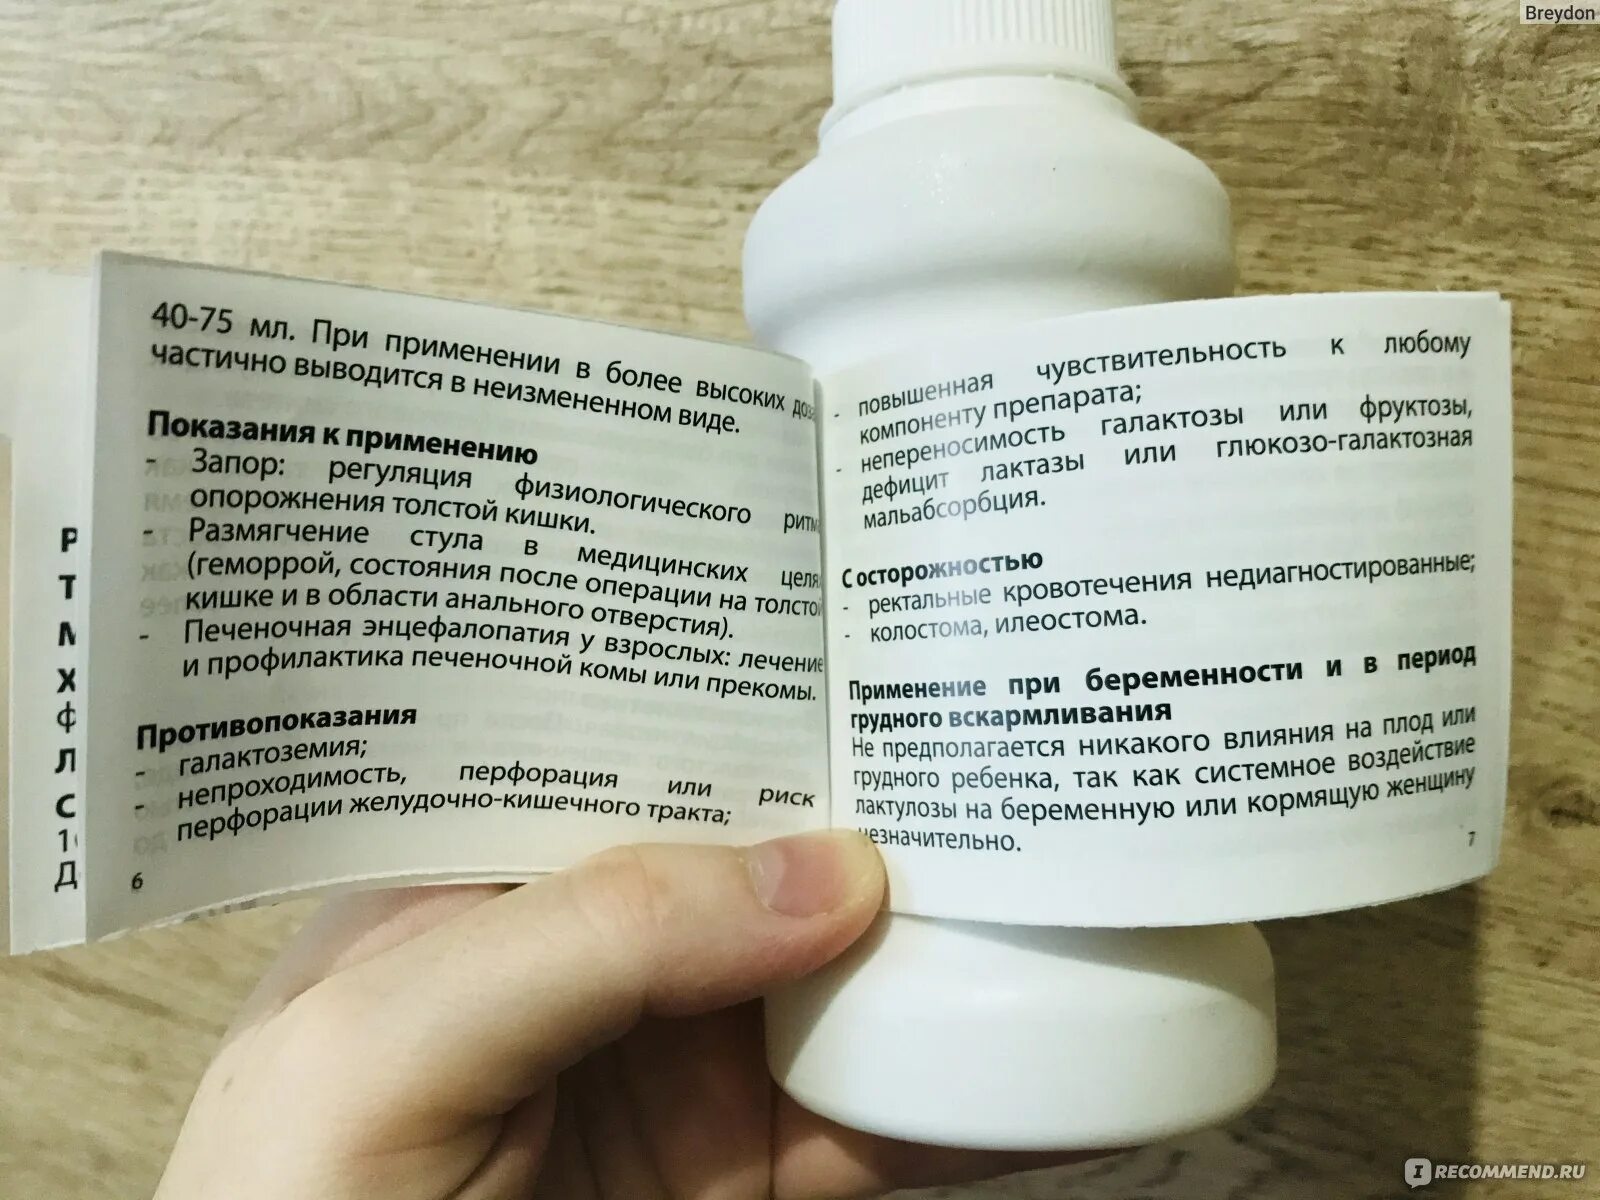 Breydon
40-75 мл. При применении в более высоких
частично выводится в неизмененном виде.
Показания к применению
- Запор: регуляция физиологического
опорожнения толстой кишки.
- Размягчение стула в медицинских
(геморрой, состояния после операции на
кишке и в области анального отверстия).
- Печеночная энцефалопатия у взрослых: лечение
и профилактика печеночной комы или прекомы.
Противопоказания
- галактоземия;
- непроходимость, перфорация или риск
перфорации желудочно-кишечного тракта;
6
- повышенная чувствительность к любому
компоненту препарата;
- непереносимость галактозы или фруктозы,
дефицит лактазы или глюкозо-галактозная
мальабсорбция.
С осторожностью
- ректальные кровотечения недиагностированные;
- колостома, илеостома.
Применение при беременности и в период
грудного вскармливания
Не предполагается никакого влияния на плод или
грудного ребенка, так как системное воздействие
лактулозы на беременную или кормящую женщину
незначительно.
7
IRECOMMEND.RU